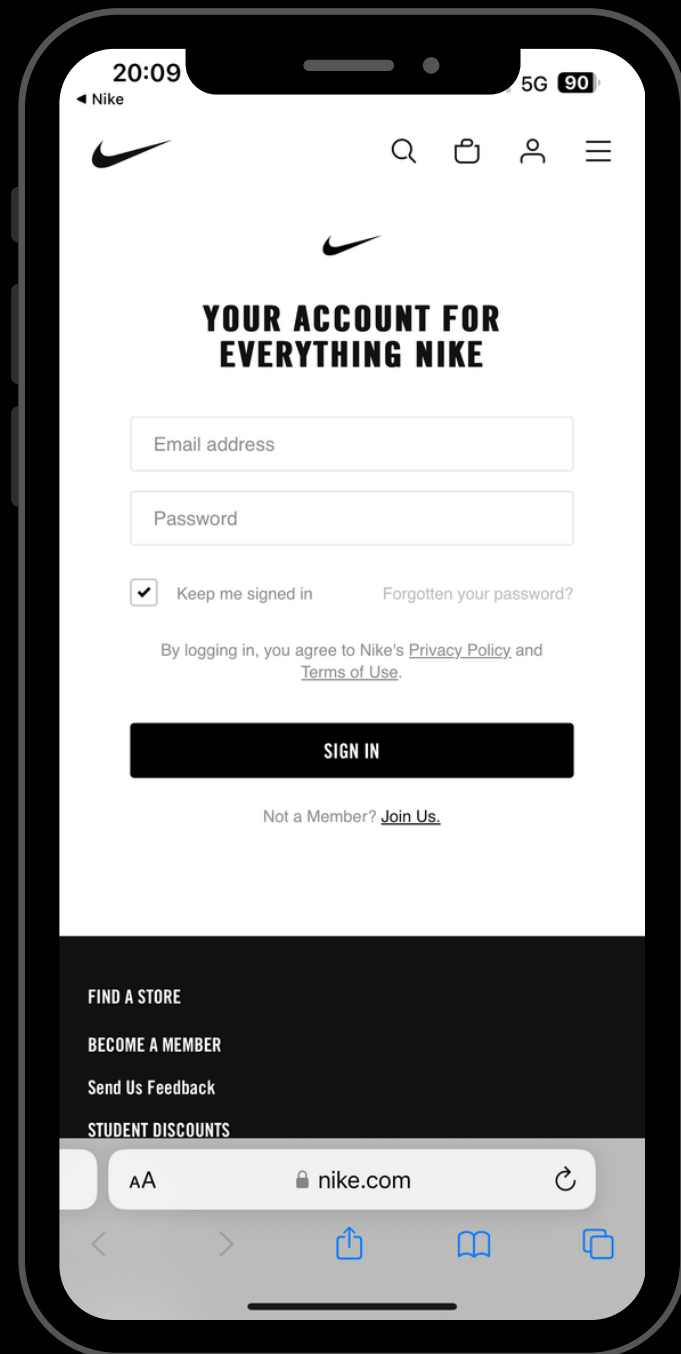 20:09
5G 90
◀ Nike
YOUR ACCOUNT FOR
EVERYTHING NIKE
Email address
Password
Keep me signed in
Forgotten your password?
By logging in, you agree to Nike's Privacy Policy and
Terms of Use.
SIGN IN
Not a Member? Join Us.
FIND A STORE
BECOME A MEMBER
Send Us Feedback
STUDENT DISCOUNTS
AA
nike.com